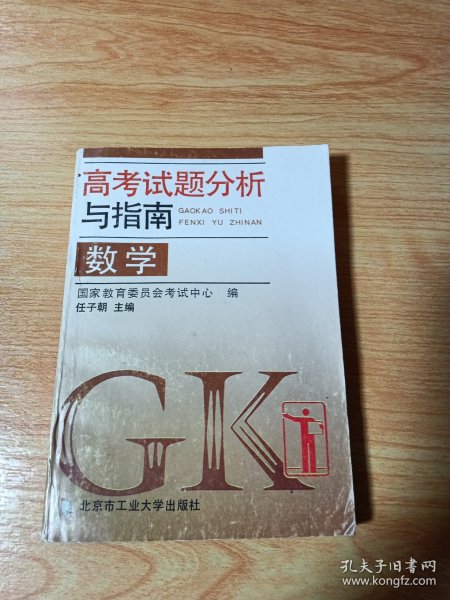 高考试题分析
与指南
GAOKAO SHITI
FENXI YU ZHINAN
数学
国家教育委员会考试中心 编
任子朝 主编
GK
北京市工业大学出版社
孔夫子旧书网
www.kongfz.com